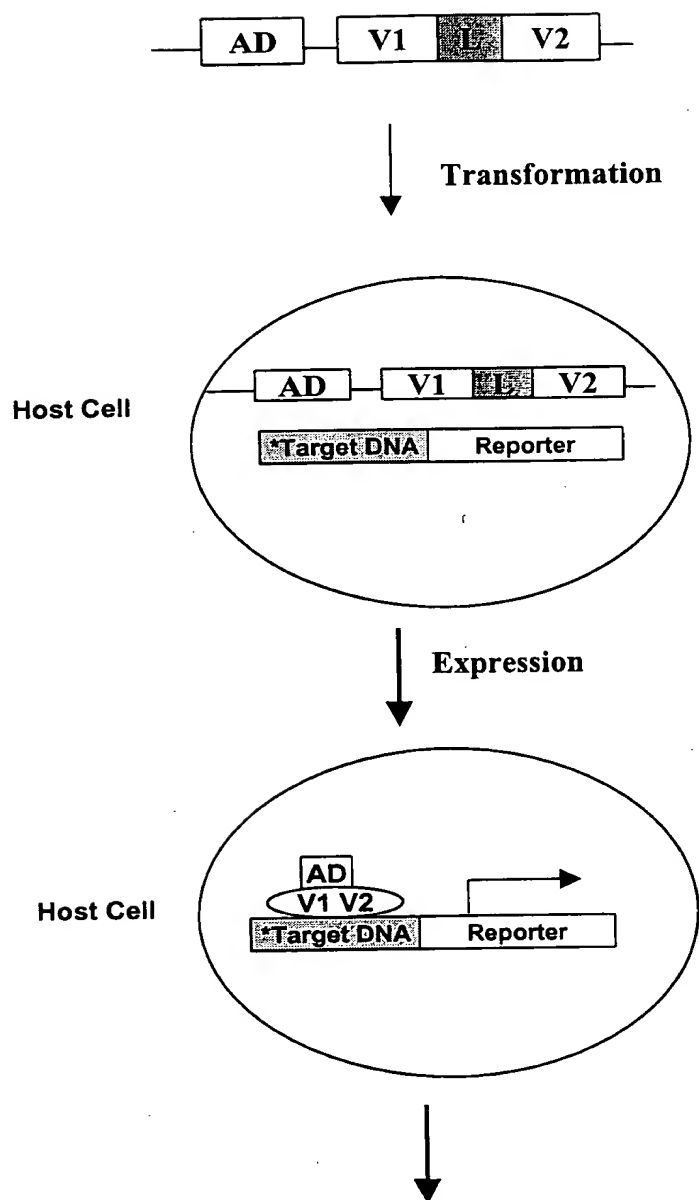 AD V1 L V2
Transformation
Host Cell
AD V1 L V2
*Target DNA Reporter
Expression
Host Cell
AD
V1 V2
*Target DNA Reporter